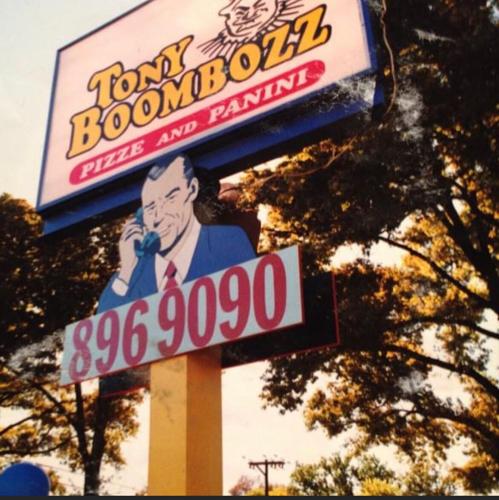 TONY
BOOMBOZZ
PIZZE AND PANINI
896 9090